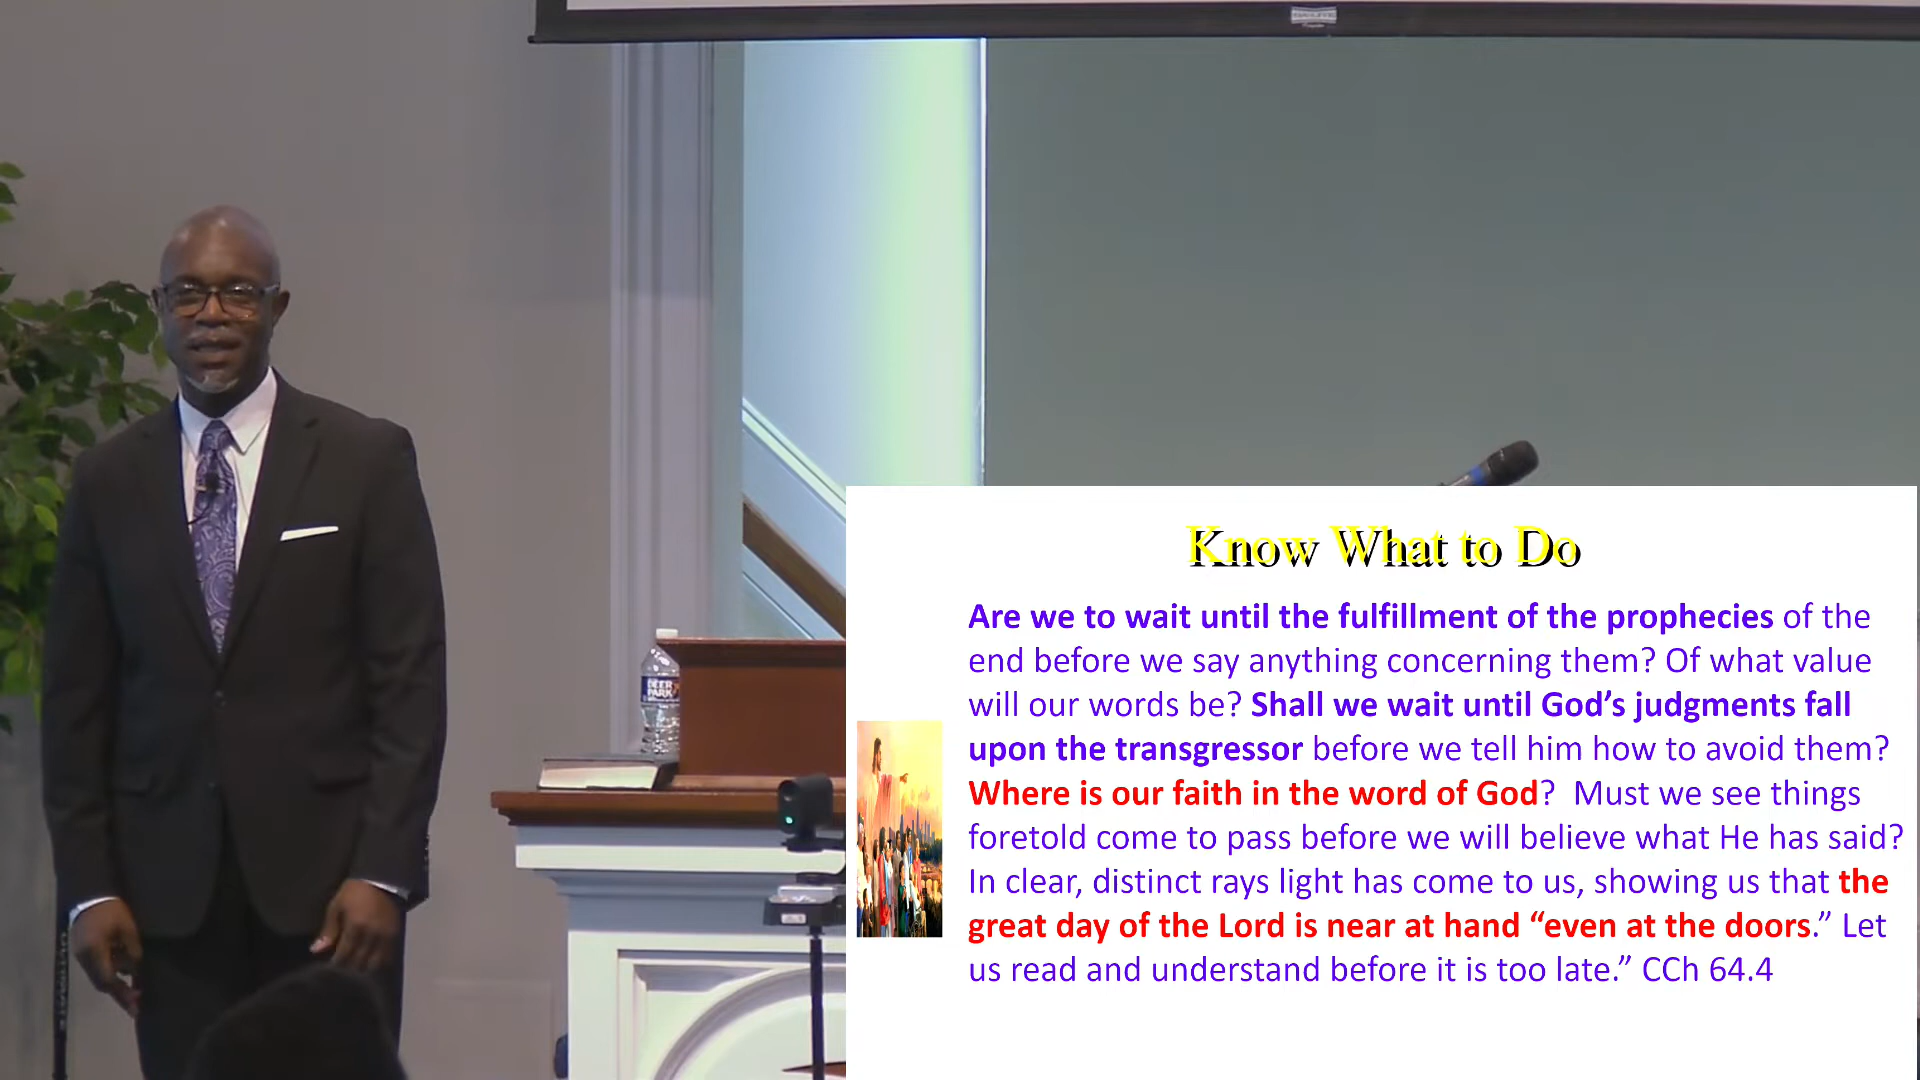 Know What to Do
Are we to wait until the fulfillment of the prophecies of the
end before we say anything concerning them? Of what value
will our words be? Shall we wait until God’s judgments fall
upon the transgressor before we tell him how to avoid them?
Where is our faith in the word of God?  Must we see things
foretold come to pass before we will believe what He has said?
In clear, distinct rays light has come to us, showing us that the
great day of the Lord is near at hand “even at the doors.” Let
us read and understand before it is too late.” CCh 64.4
DEER
PARK